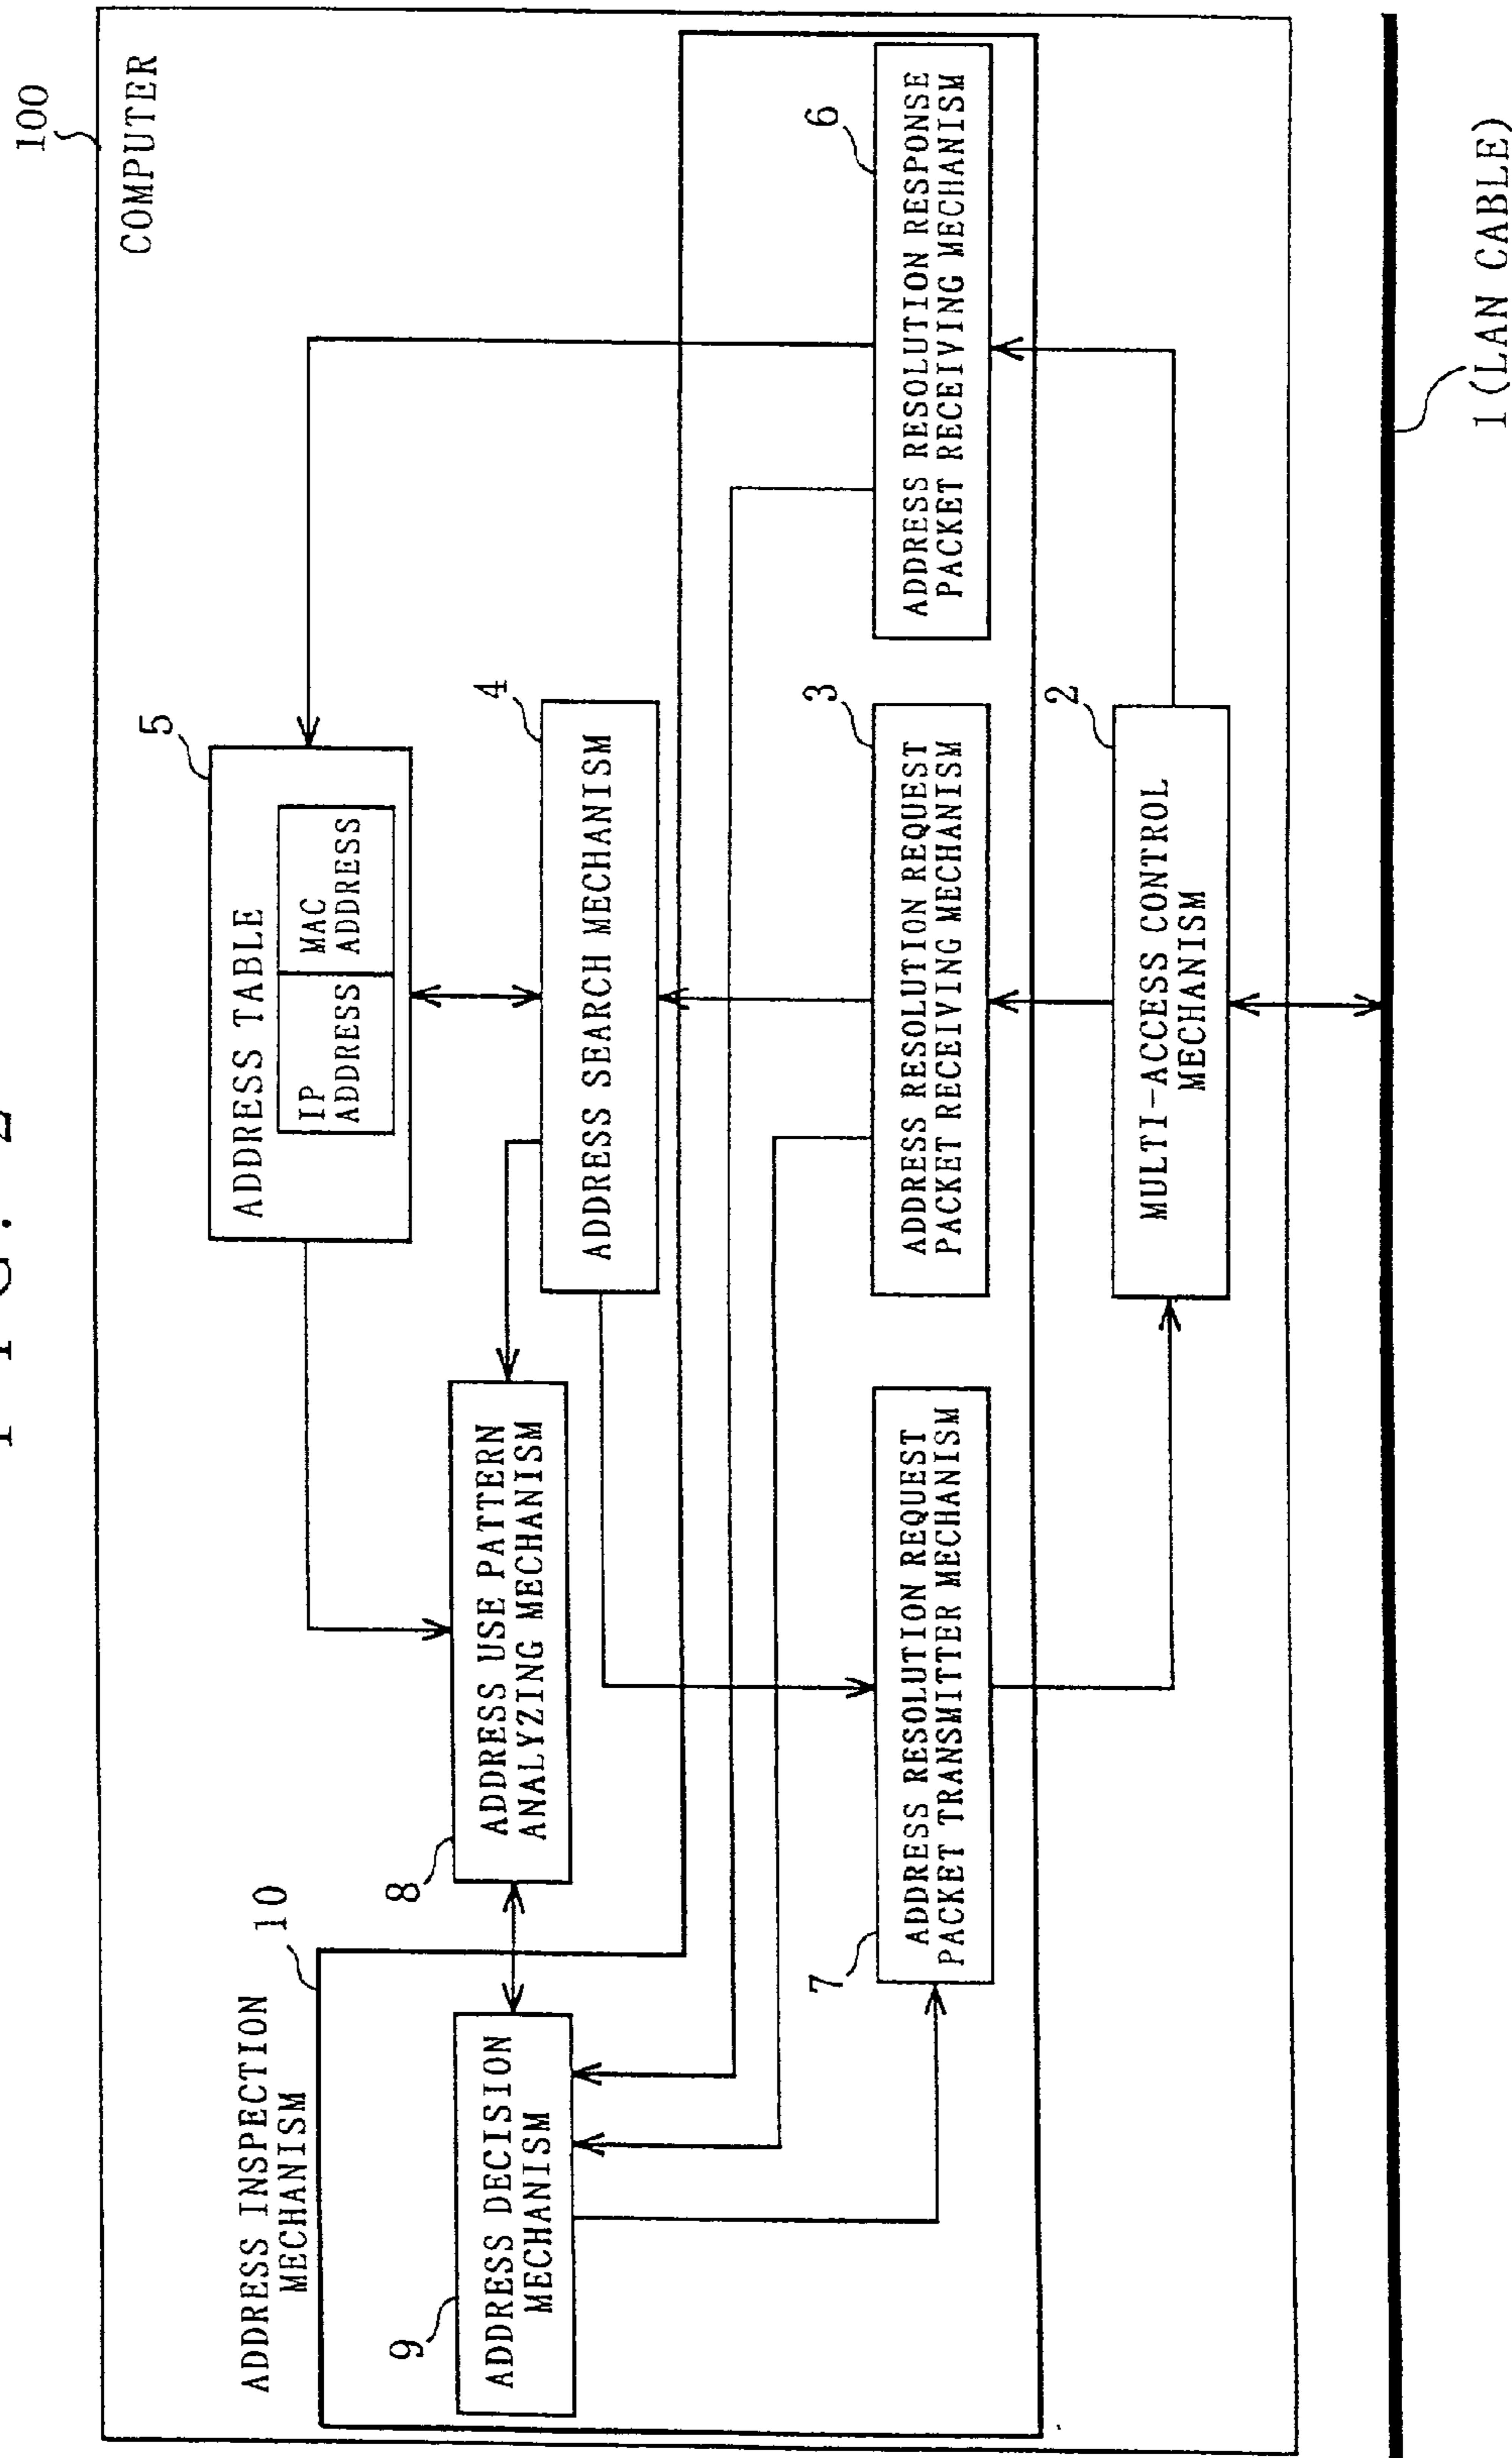 FIG. 2
100
COMPUTER
ADDRESS INSPECTION
MECHANISM
10
5
ADDRESS TABLE
IP
ADDRESS
MAC
ADDRESS
9
ADDRESS DECISION
MECHANISM
8
ADDRESS USE PATTERN
ANALYZING MECHANISM
4
ADDRESS SEARCH MECHANISM
7
ADDRESS RESOLUTION REQUEST
PACKET TRANSMITTER MECHANISM
3
ADDRESS RESOLUTION REQUEST
PACKET RECEIVING MECHANISM
6
ADDRESS RESOLUTION RESPONSE
PACKET RECEIVING MECHANISM
2
MULTI-ACCESS CONTROL
MECHANISM
1 (LAN CABLE)